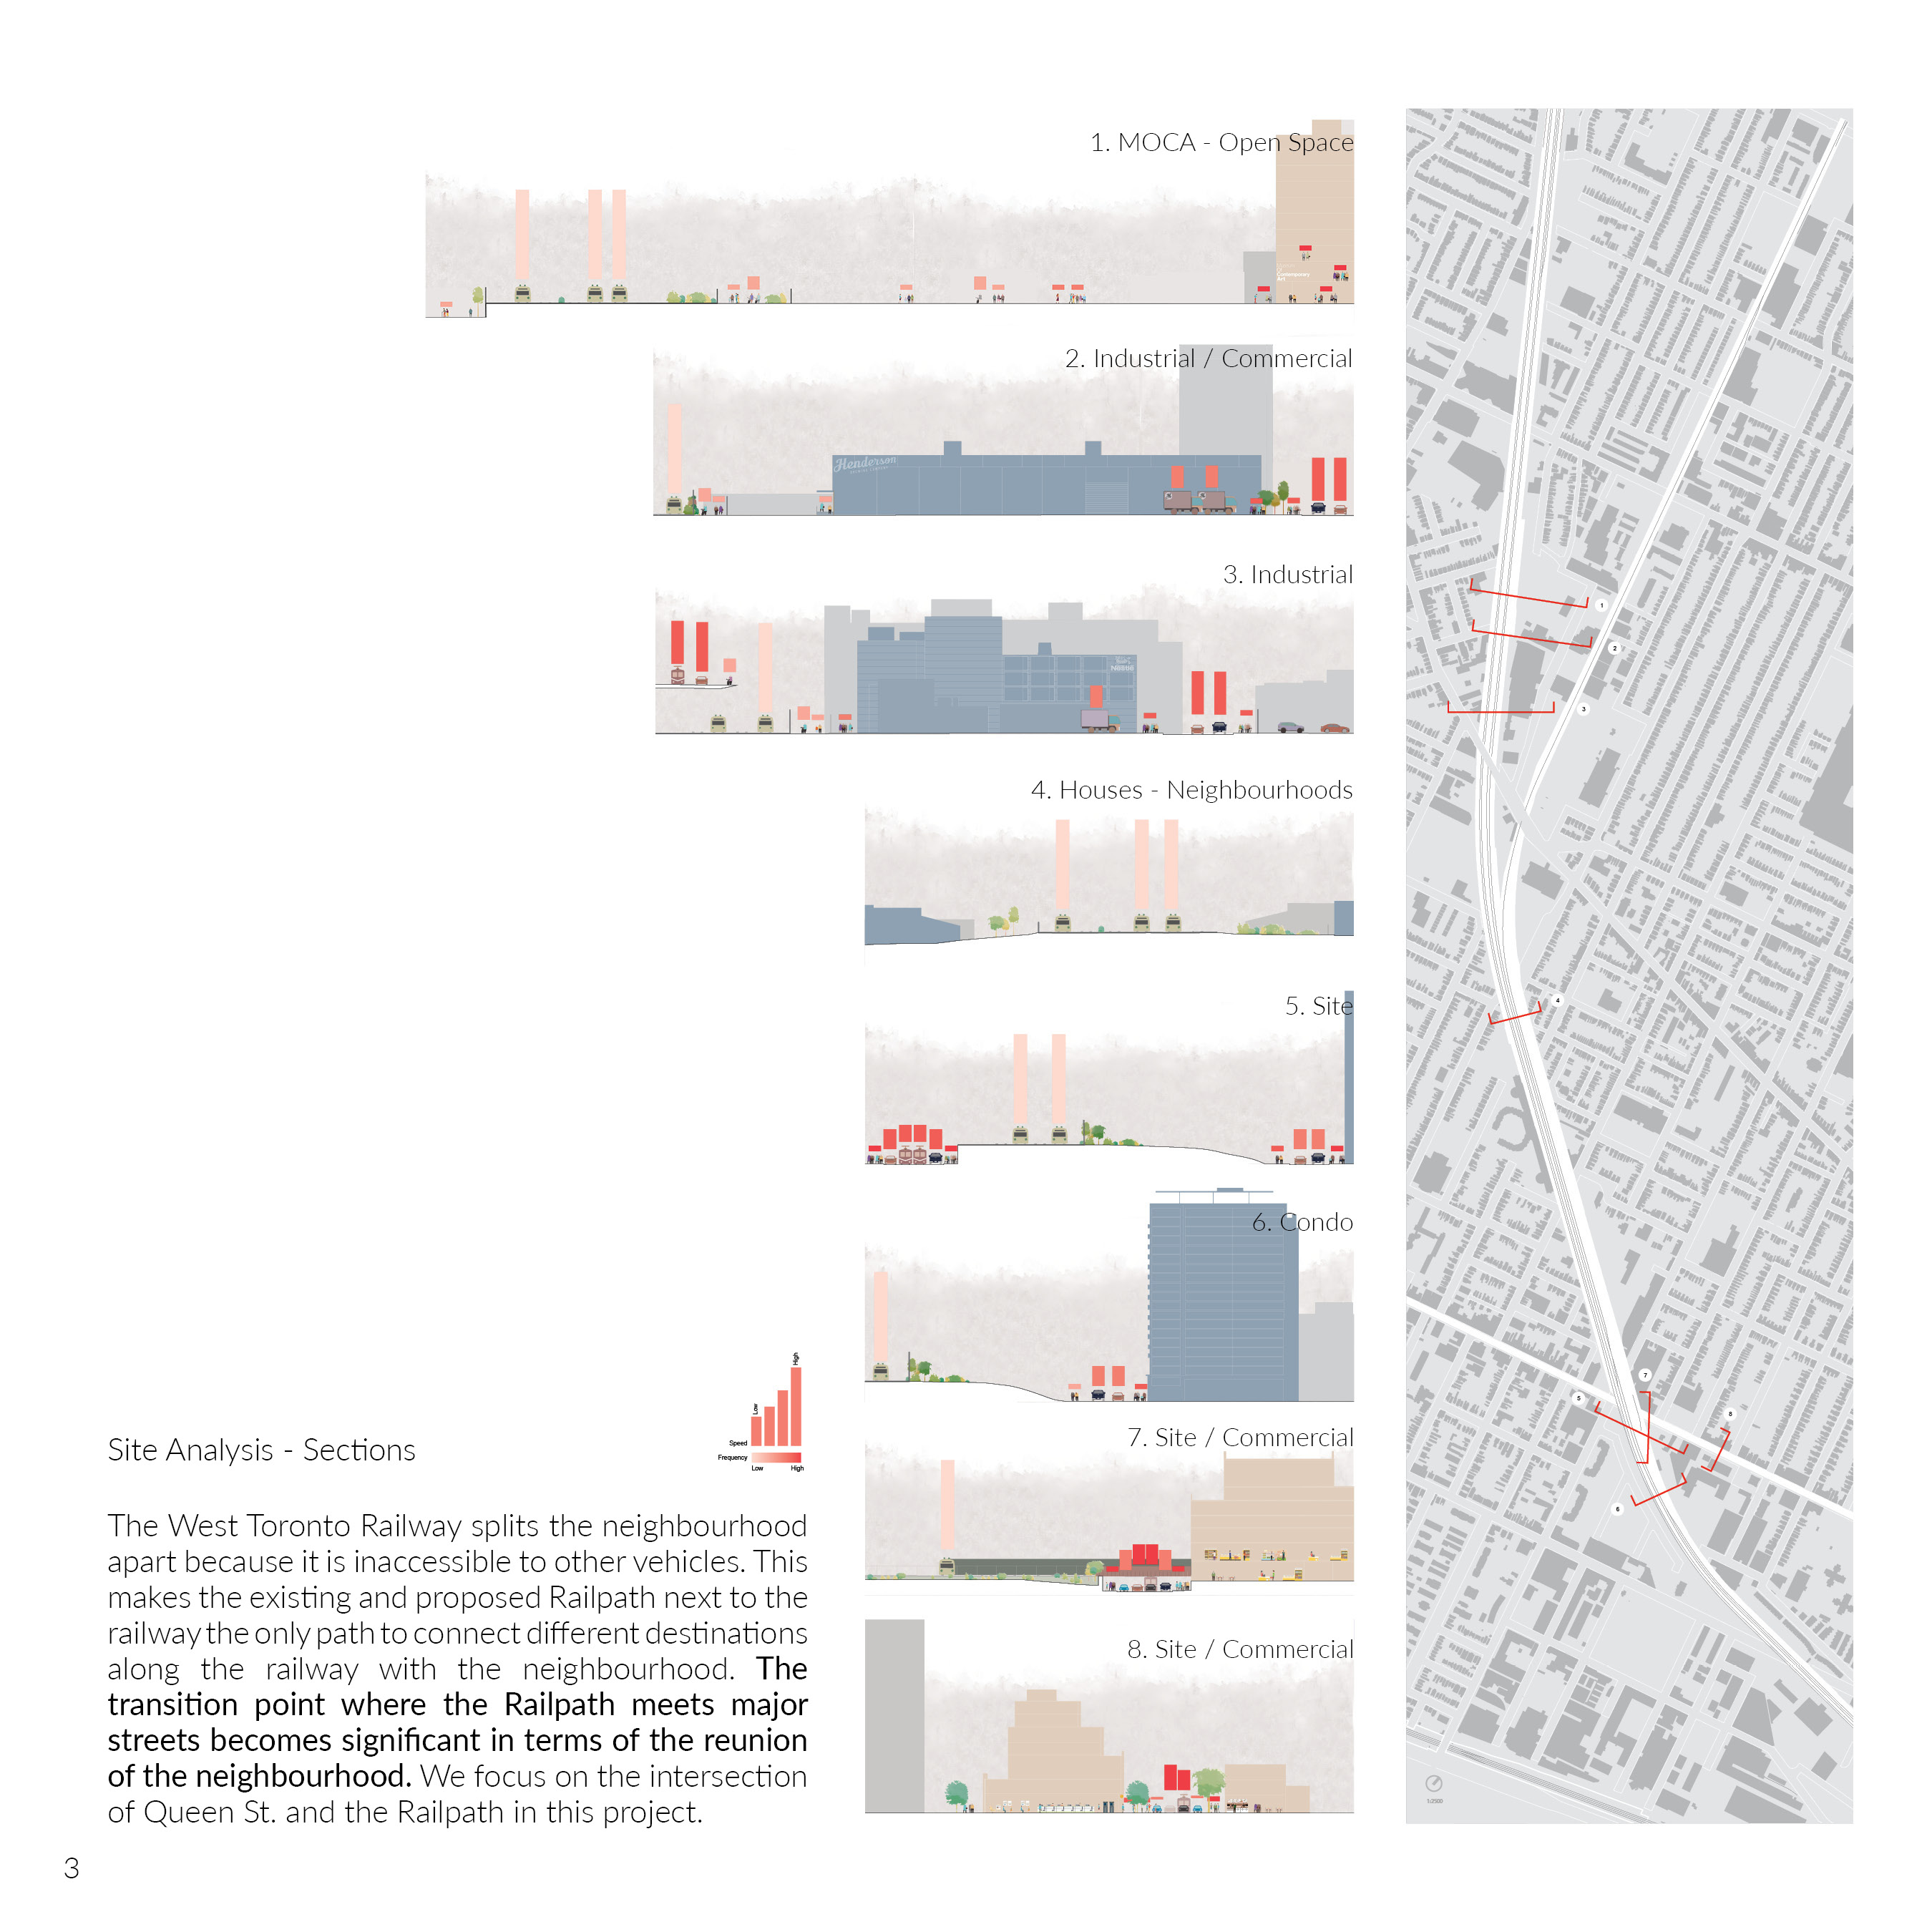 1. MOCA - Open Space
Contemporary
Art
2. Industrial / Commercial
Henderson
3. Industrial
Nestlé
4. Houses - Neighbourhoods
5. Site
6. Condo
7. Site / Commercial
8. Site / Commercial
High
Low
Speed
Frequency
Low
High
Site Analysis - Sections
The West Toronto Railway splits the neighbourhood
apart because it is inaccessible to other vehicles. This
makes the existing and proposed Railpath next to the
railway the only path to connect different destinations
along the railway with the neighbourhood. The
transition point where the Railpath meets major
streets becomes significant in terms of the reunion
of the neighbourhood. We focus on the intersection
of Queen St. and the Railpath in this project.
3
1
2
3
4
7
5
8
6
1:2500